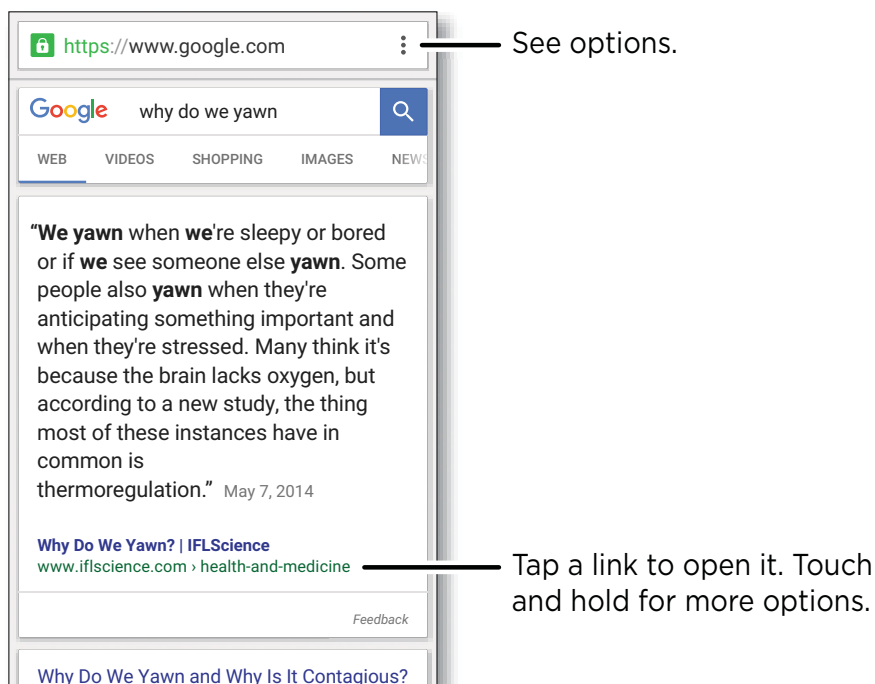 https://www.google.com
See options.
Google why do we yawn
WEB VIDEOS SHOPPING IMAGES NEWS
“We yawn when we're sleepy or bored
or if we see someone else yawn. Some
people also yawn when they're
anticipating something important and
when they're stressed. Many think it's
because the brain lacks oxygen, but
according to a new study, the thing
most of these instances have in
common is
thermoregulation.” May 7, 2014
Why Do We Yawn? | IFLScience
www.iflscience.com › health-and-medicine
Tap a link to open it. Touch
and hold for more options.
Feedback
Why Do We Yawn and Why Is It Contagious?